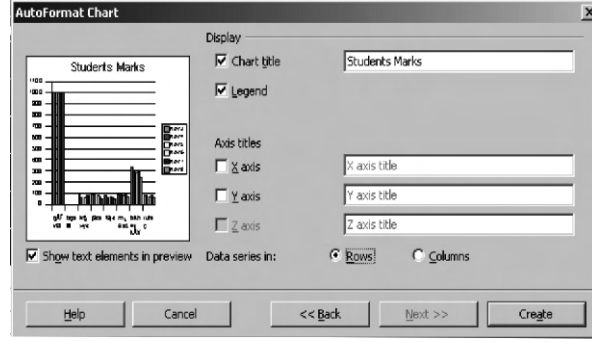 AutoFormat Chart
Display
Chart title
Students Marks
Legend
Axis titles
X axis
X axis title
Y axis
Y axis title
Z axis
Z axis title
Students Marks
Show text elements in preview
Data series in:
Rows
Columns
Help
Cancel
<< Back
Next >>
Create